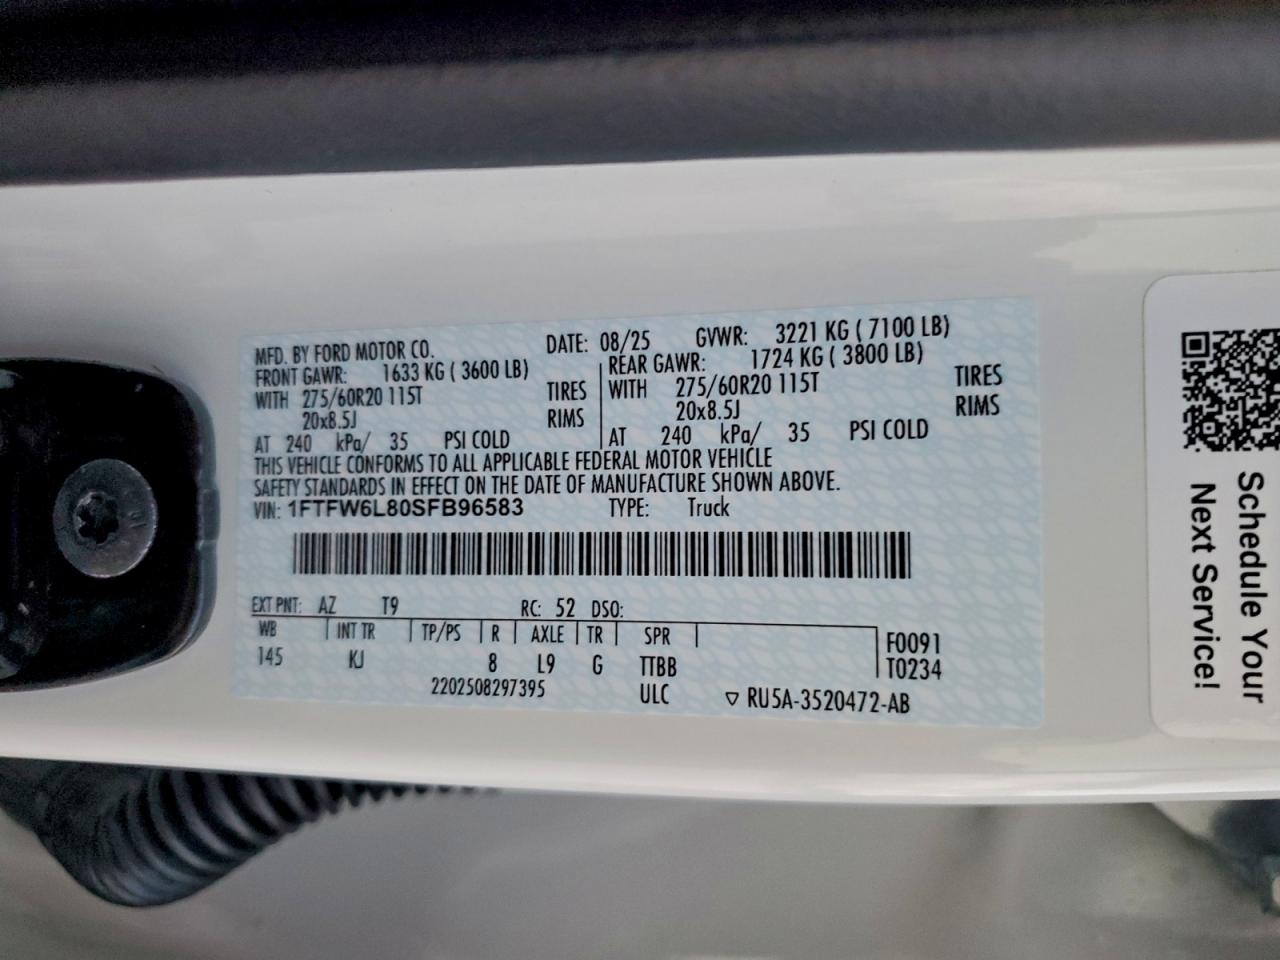 MFD. BY FORD MOTOR CO. DATE: 08/25 GVWR: 3221 KG ( 7100 LB)
FRONT GAWR: 1633 KG ( 3600 LB) REAR GAWR: 1724 KG ( 3800 LB)
WITH 275/60R20 115T TIRES WITH 275/60R20 115T TIRES
20x8.5J RIMS 20x8.5J RIMS
AT 240 kPa/ 35 PSI COLD AT 240 kPa/ 35 PSI COLD
THIS VEHICLE CONFORMS TO ALL APPLICABLE FEDERAL MOTOR VEHICLE
SAFETY STANDARDS IN EFFECT ON THE DATE OF MANUFACTURE SHOWN ABOVE.
VIN: 1FTFW6L80SFB96583 TYPE: Truck
EXT PNT: AZ T9 RC: 52 DSO:
WB INT TR TP/PS R AXLE TR SPR F0091
145 KJ 8 L9 G TTBB T0234
2202508297395 ULC ▽ RU5A-3520472-AB
Schedule Your
Next Service!